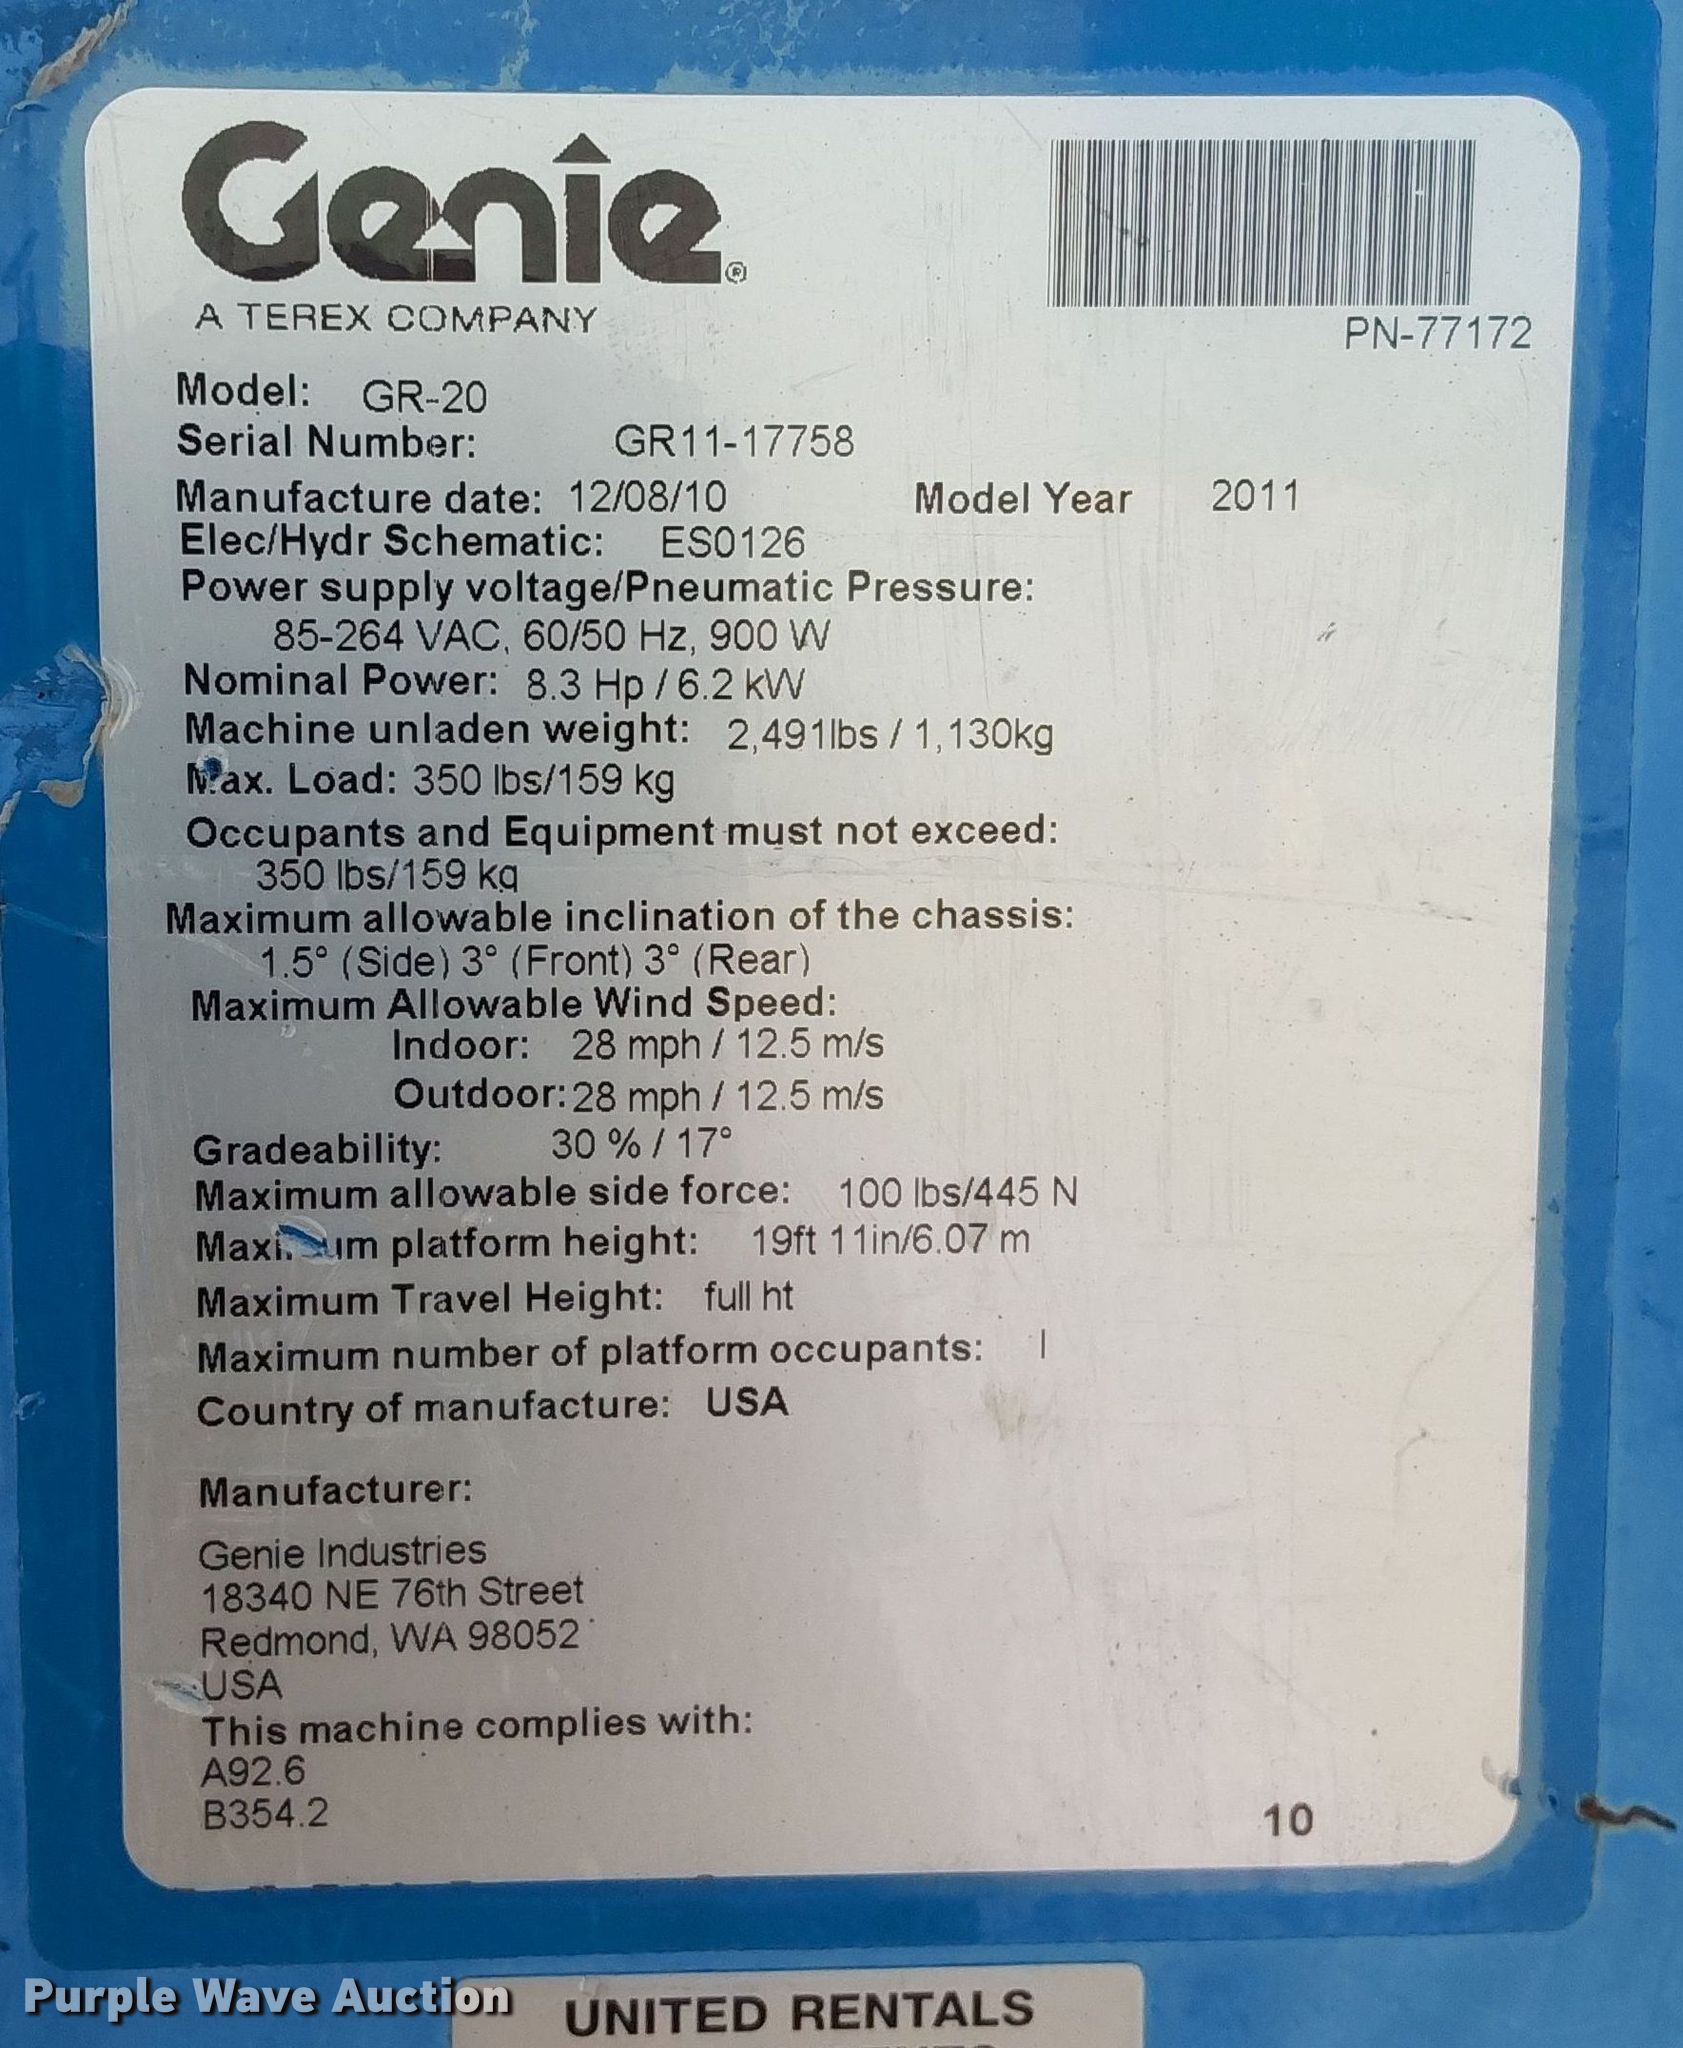 Genie®
A TEREX COMPANY
PN-77172
Model: GR-20
Serial Number: GR11-17758
Manufacture date: 12/08/10 Model Year 2011
Elec/Hydr Schematic: ES0126
Power supply voltage/Pneumatic Pressure:
85-264 VAC, 60/50 Hz, 900 W
Nominal Power: 8.3 Hp / 6.2 kW
Machine unladen weight: 2,491lbs / 1,130kg
Max. Load: 350 lbs/159 kg
Occupants and Equipment must not exceed:
350 lbs/159 kg
Maximum allowable inclination of the chassis:
1.5° (Side) 3° (Front) 3° (Rear)
Maximum Allowable Wind Speed:
Indoor: 28 mph / 12.5 m/s
Outdoor: 28 mph / 12.5 m/s
Gradeability: 30 % / 17°
Maximum allowable side force: 100 lbs/445 N
Maximum platform height: 19ft 11in/6.07 m
Maximum Travel Height: full ht
Maximum number of platform occupants: 1
Country of manufacture: USA
Manufacturer:
Genie Industries
18340 NE 76th Street
Redmond, WA 98052
USA
This machine complies with:
A92.6
B354.2
10
Purple Wave Auction
UNITED RENTALS